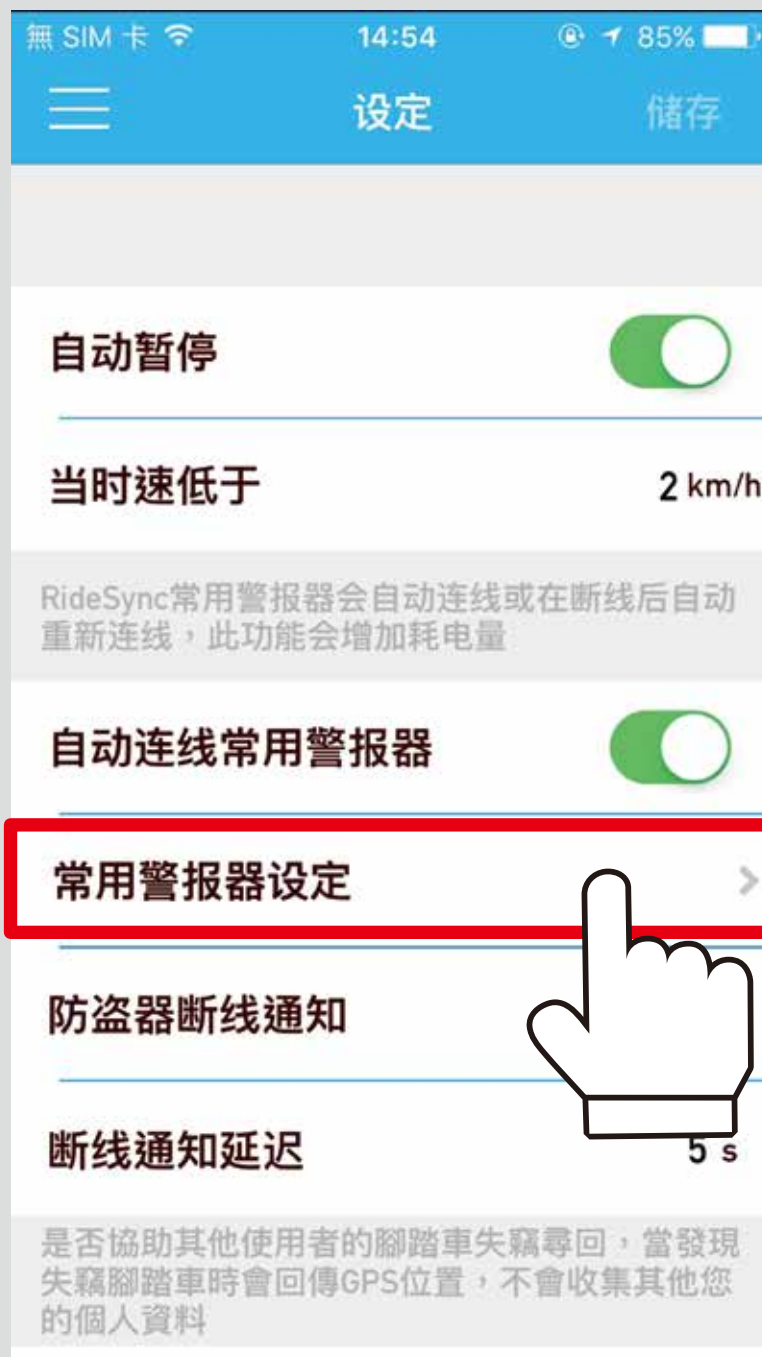 無 SIM 卡 14:54 85%
设定 储存
自动暂停
当时速低于 2 km/h
RideSync常用警报器会自动连线或在断线后自动
重新连线，此功能会增加耗电量
自动连线常用警报器
常用警报器设定
防盗器断线通知
断线通知延迟 5 s
是否協助其他使用者的腳踏車失竊尋回，當發現
失竊腳踏車時會回傳GPS位置，不會收集其他您
的個人資料